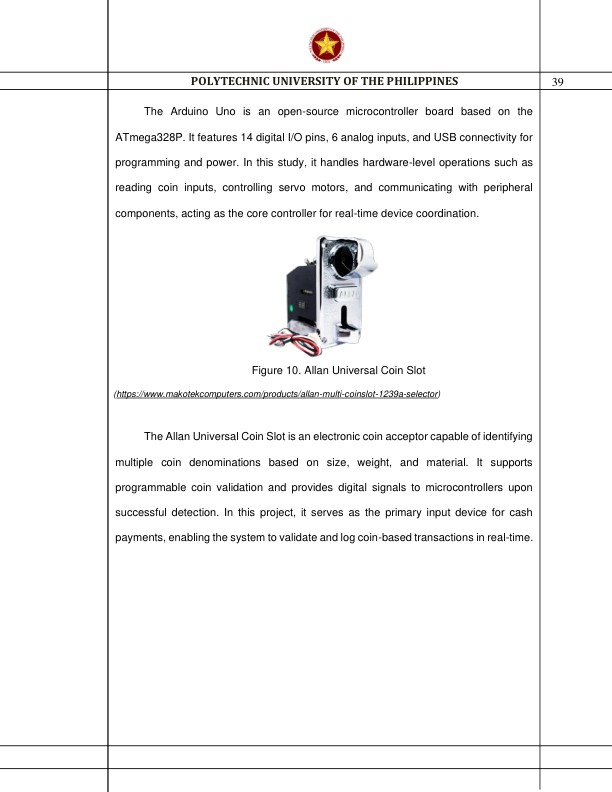 POLYTECHNIC UNIVERSITY OF THE PHILIPPINES
39
The Arduino Uno is an open-source microcontroller board based on the
ATmega328P. It features 14 digital I/O pins, 6 analog inputs, and USB connectivity for
programming and power. In this study, it handles hardware-level operations such as
reading coin inputs, controlling servo motors, and communicating with peripheral
components, acting as the core controller for real-time device coordination.
Figure 10. Allan Universal Coin Slot
(https://www.makotekcomputers.com/products/allan-multi-coinslot-1239a-selector)
The Allan Universal Coin Slot is an electronic coin acceptor capable of identifying
multiple coin denominations based on size, weight, and material. It supports
programmable coin validation and provides digital signals to microcontrollers upon
successful detection. In this project, it serves as the primary input device for cash
payments, enabling the system to validate and log coin-based transactions in real-time.